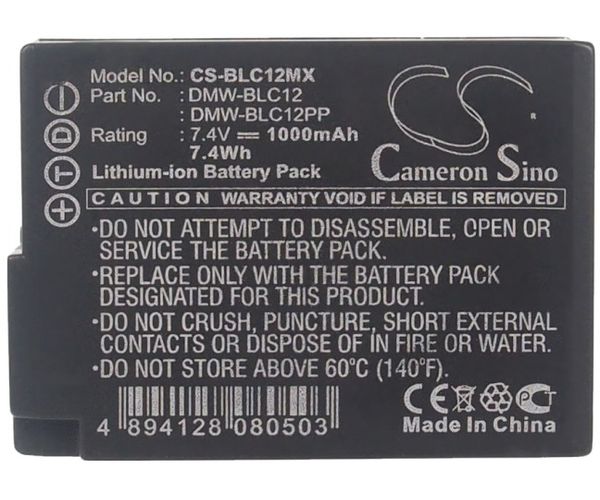 Model No.: CS-BLC12MX
Part No.: DMW-BLC12
DMW-BLC12PP
Rating: 7.4V 1000mAh
7.4Wh
Lithium-ion Battery Pack
CS
R
Cameron Sino
− D T +
CAUTION WARRANTY VOID IF LABEL IS REMOVED.
•DO NOT ATTEMPT TO DISASSEMBLE, OPEN OR
SERVICE THE BATTERY PACK.
•REPLACE ONLY WITH THE BATTERY PACK
DESIGNATED FOR THIS PRODUCT.
•DO NOT CRUSH, PUNCTURE, SHORT EXTERNAL
CONTACTS OR DISPOSE OF IN FIRE OR WATER
•DO NOT STORE ABOVE 60°C (140°F)
4 894128 080503
CE PCT
Made In China